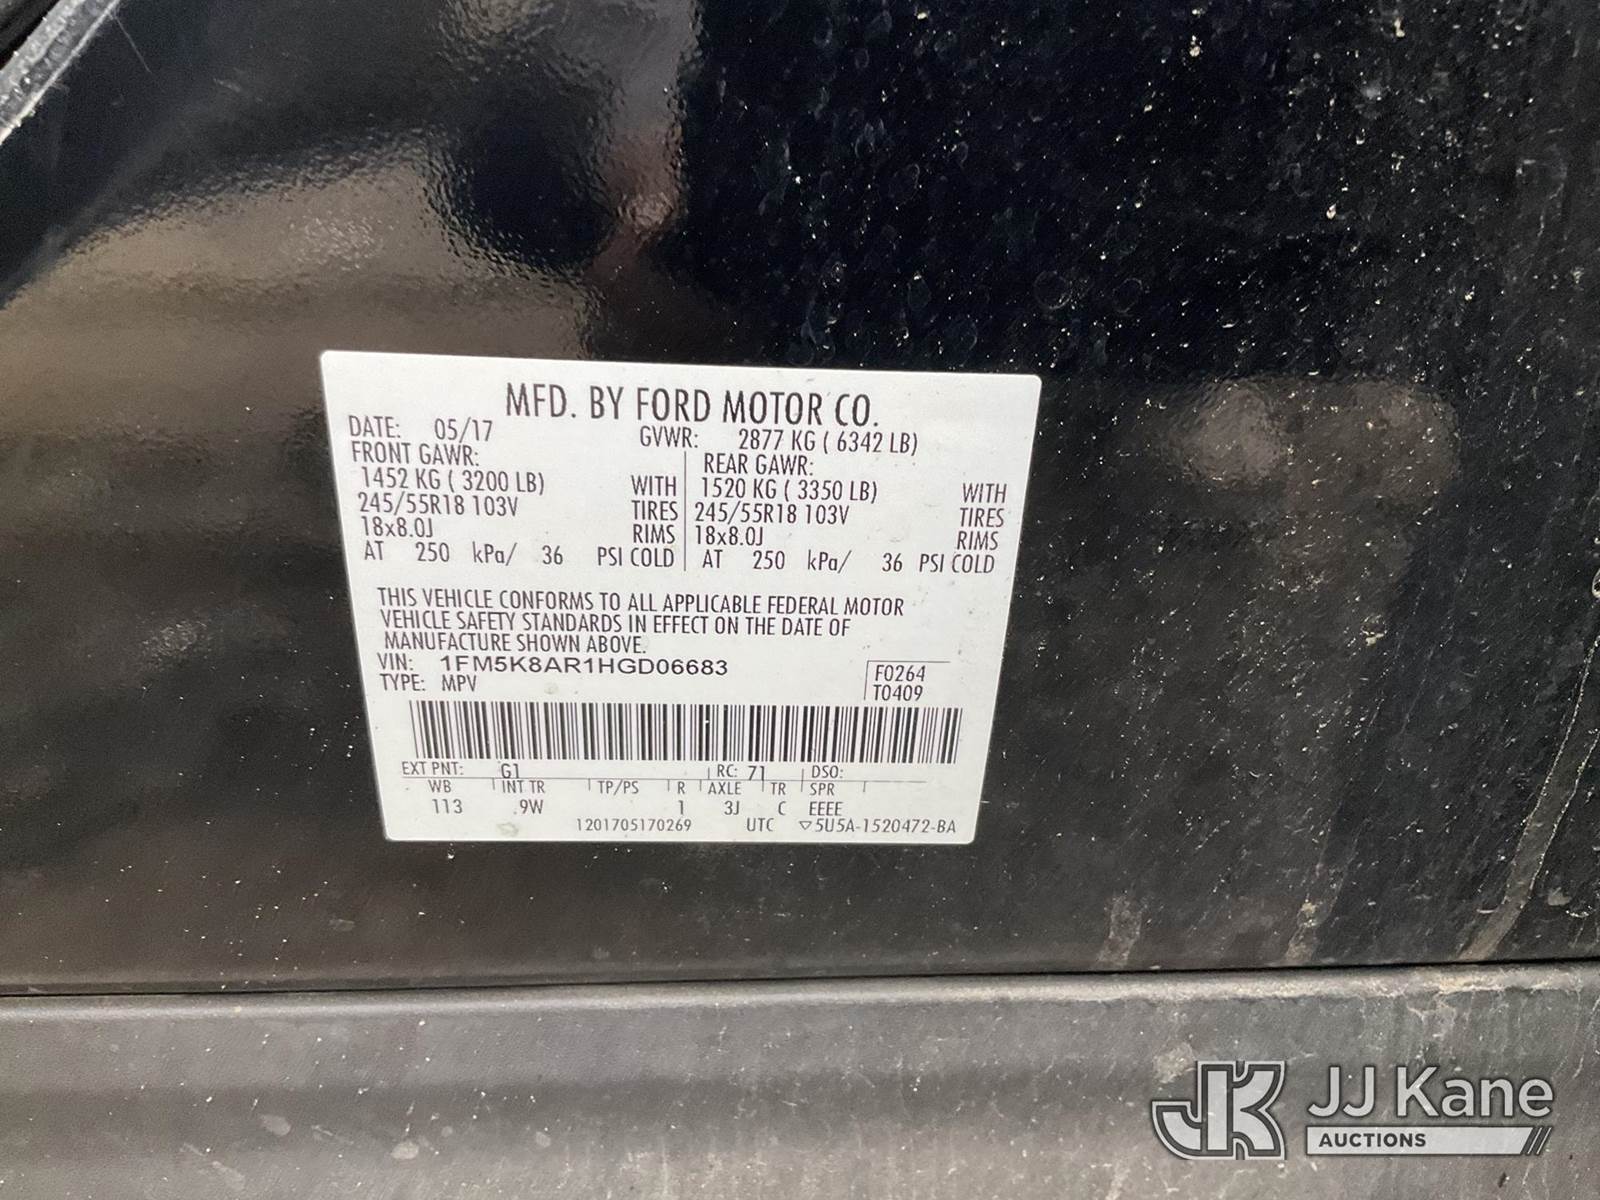 MFD. BY FORD MOTOR CO.
DATE: 05/17 GVWR: 2877 KG ( 6342 LB)
FRONT GAWR: REAR GAWR:
1452 KG ( 3200 LB) WITH 1520 KG ( 3350 LB) WITH
245/55R18 103V TIRES 245/55R18 103V TIRES
18x8.0J RIMS 18x8.0J RIMS
AT 250 kPa/ 36 PSI COLD AT 250 kPa/ 36 PSI COLD
THIS VEHICLE CONFORMS TO ALL APPLICABLE FEDERAL MOTOR
VEHICLE SAFETY STANDARDS IN EFFECT ON THE DATE OF
MANUFACTURE SHOWN ABOVE.
VIN: 1FM5K8AR1HGD06683 F0264
TYPE: MPV T0409
EXT PNT: G1 RC: 71 DSO:
WB INT TR TP/PS R AXLE TR SPR
113 .9W 1 3J C EEEE
1201705170269 UTC ▽5U5A-1520472-BA
JK JJ Kane
AUCTIONS